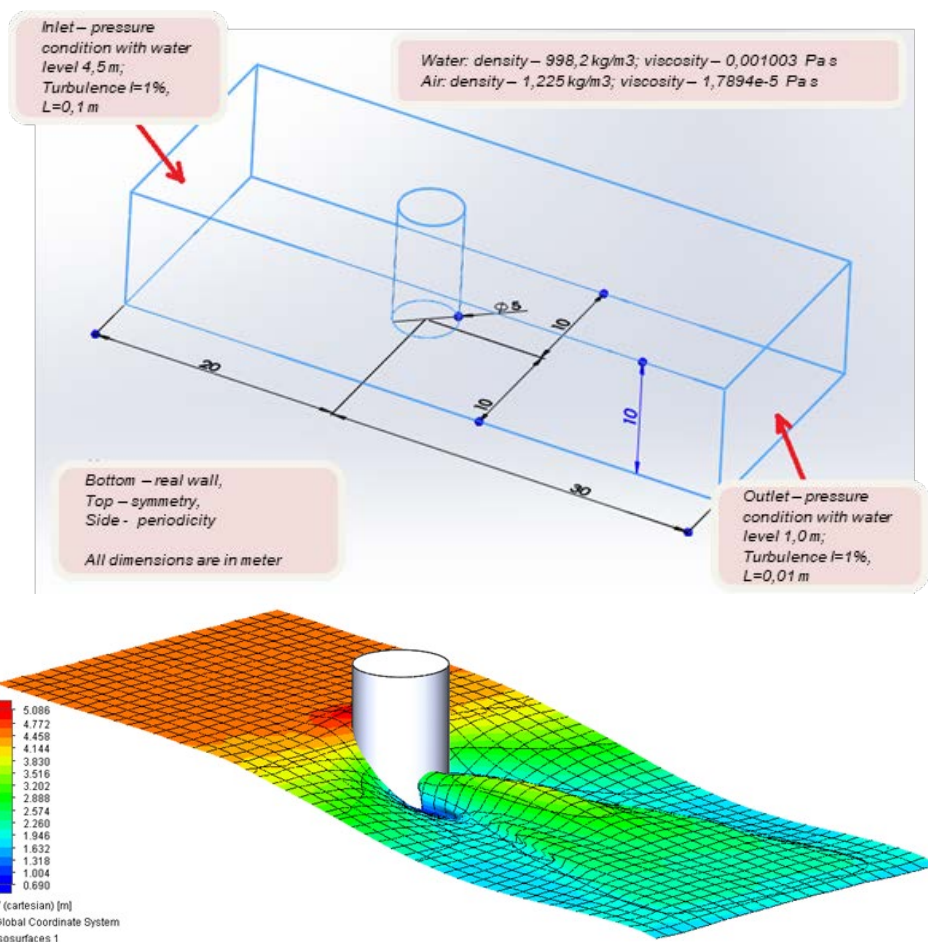 Inlet – pressure
condition with water
level 4,5 m;
Turbulence I=1%,
L=0,1 m
Water: density – 998,2 kg/m3; viscosity – 0,001003 Pa s
Air: density – 1,225 kg/m3; viscosity – 1,7894e-5 Pa s
Φ5
10
10
10
20
30
Bottom – real wall,
Top – symmetry,
Side - periodicity
All dimensions are in meter
Outlet – pressure
condition with water
level 1,0 m;
Turbulence I=1%,
L=0,01 m
5.086
4.772
4.458
4.144
3.830
3.516
3.202
2.888
2.574
2.260
1.946
1.632
1.318
1.004
0.690
(cartesian) [m]
Global Coordinate System
sosurfaces 1